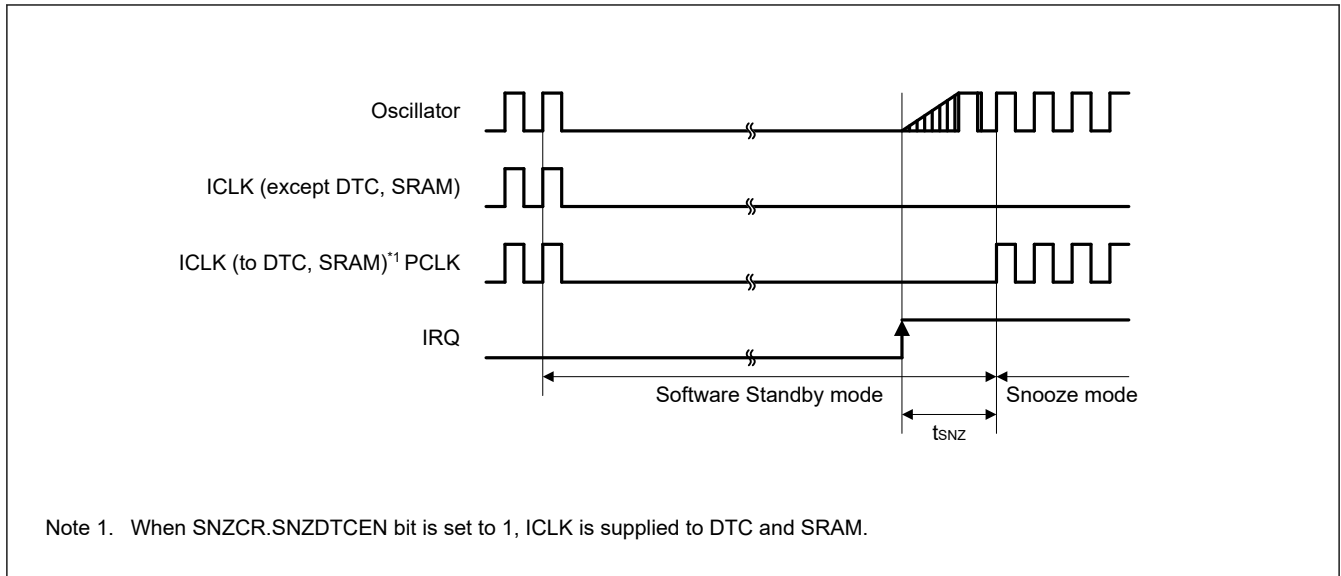 Oscillator
ICLK (except DTC, SRAM)
ICLK (to DTC, SRAM)*1 PCLK
IRQ
Software Standby mode
Snooze mode
tSNZ
Note 1. When SNZCR.SNZDTCEN bit is set to 1, ICLK is supplied to DTC and SRAM.